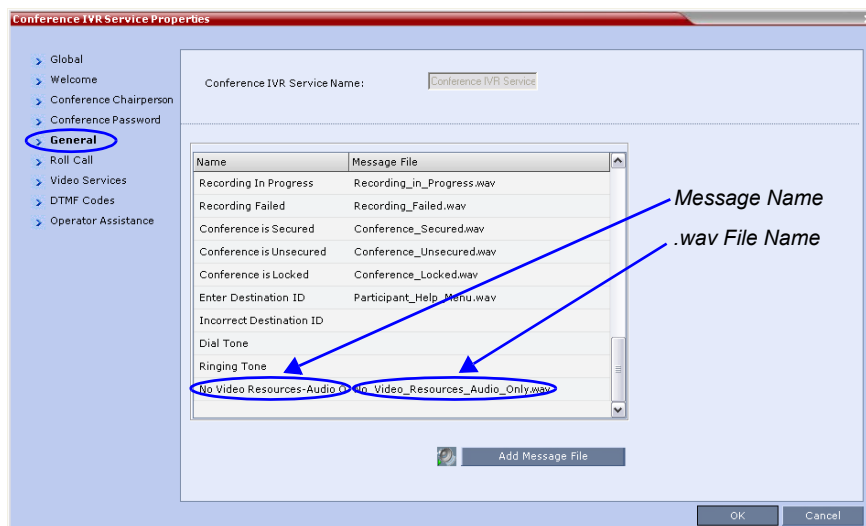 Conference IVR Service Properties
Global
Welcome
Conference Chairperson
Conference Password
General
Roll Call
Video Services
DTMF Codes
Operator Assistance
Conference IVR Service Name:
Conference IVR Service
Name Message File
Recording In Progress Recording_in_Progress.wav
Recording Failed Recording_Failed.wav
Conference is Secured Conference_Secured.wav
Conference is Unsecured Conference_Unsecured.wav
Conference is Locked Conference_Locked.wav
Enter Destination ID Participant_Help_Menu.wav
Incorrect Destination ID
Dial Tone
Ringing Tone
No Video Resources-Audio O No_Video_Resources_Audio_Only.wav
Message Name
.wav File Name
Add Message File
OK Cancel